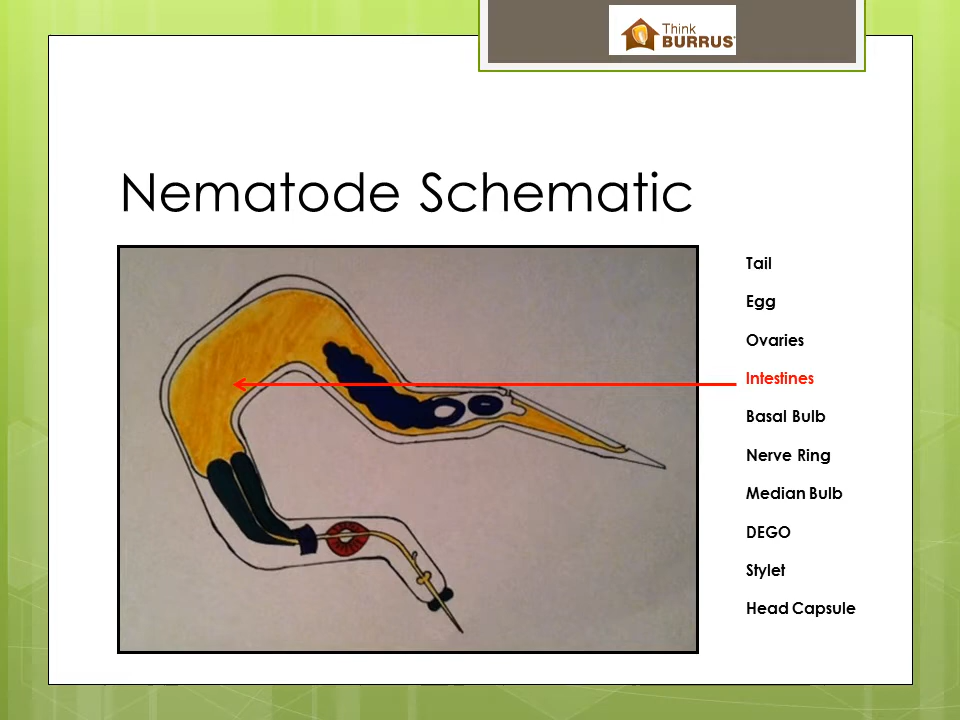 Think
BURRUS
Nematode Schematic
Tail
Egg
Ovaries
Intestines
Basal Bulb
Nerve Ring
Median Bulb
DEGO
Stylet
Head Capsule